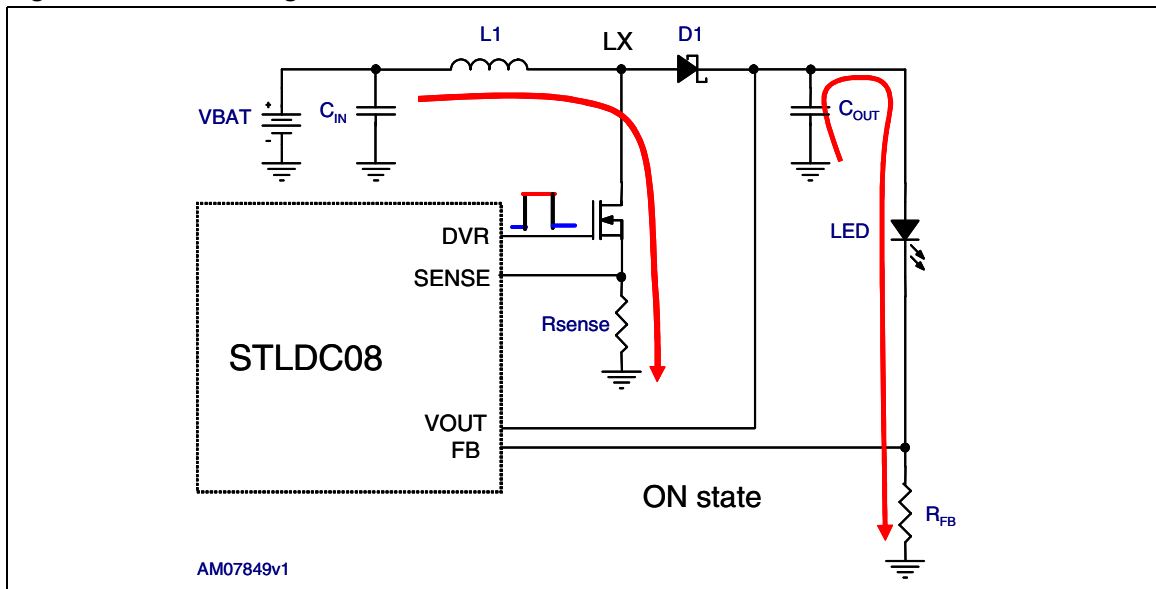 L1
LX
D1
+
VBAT
-
CIN
COUT
DVR
SENSE
LED
Rsense
STLDC08
VOUT
FB
ON state
RFB
AM07849v1